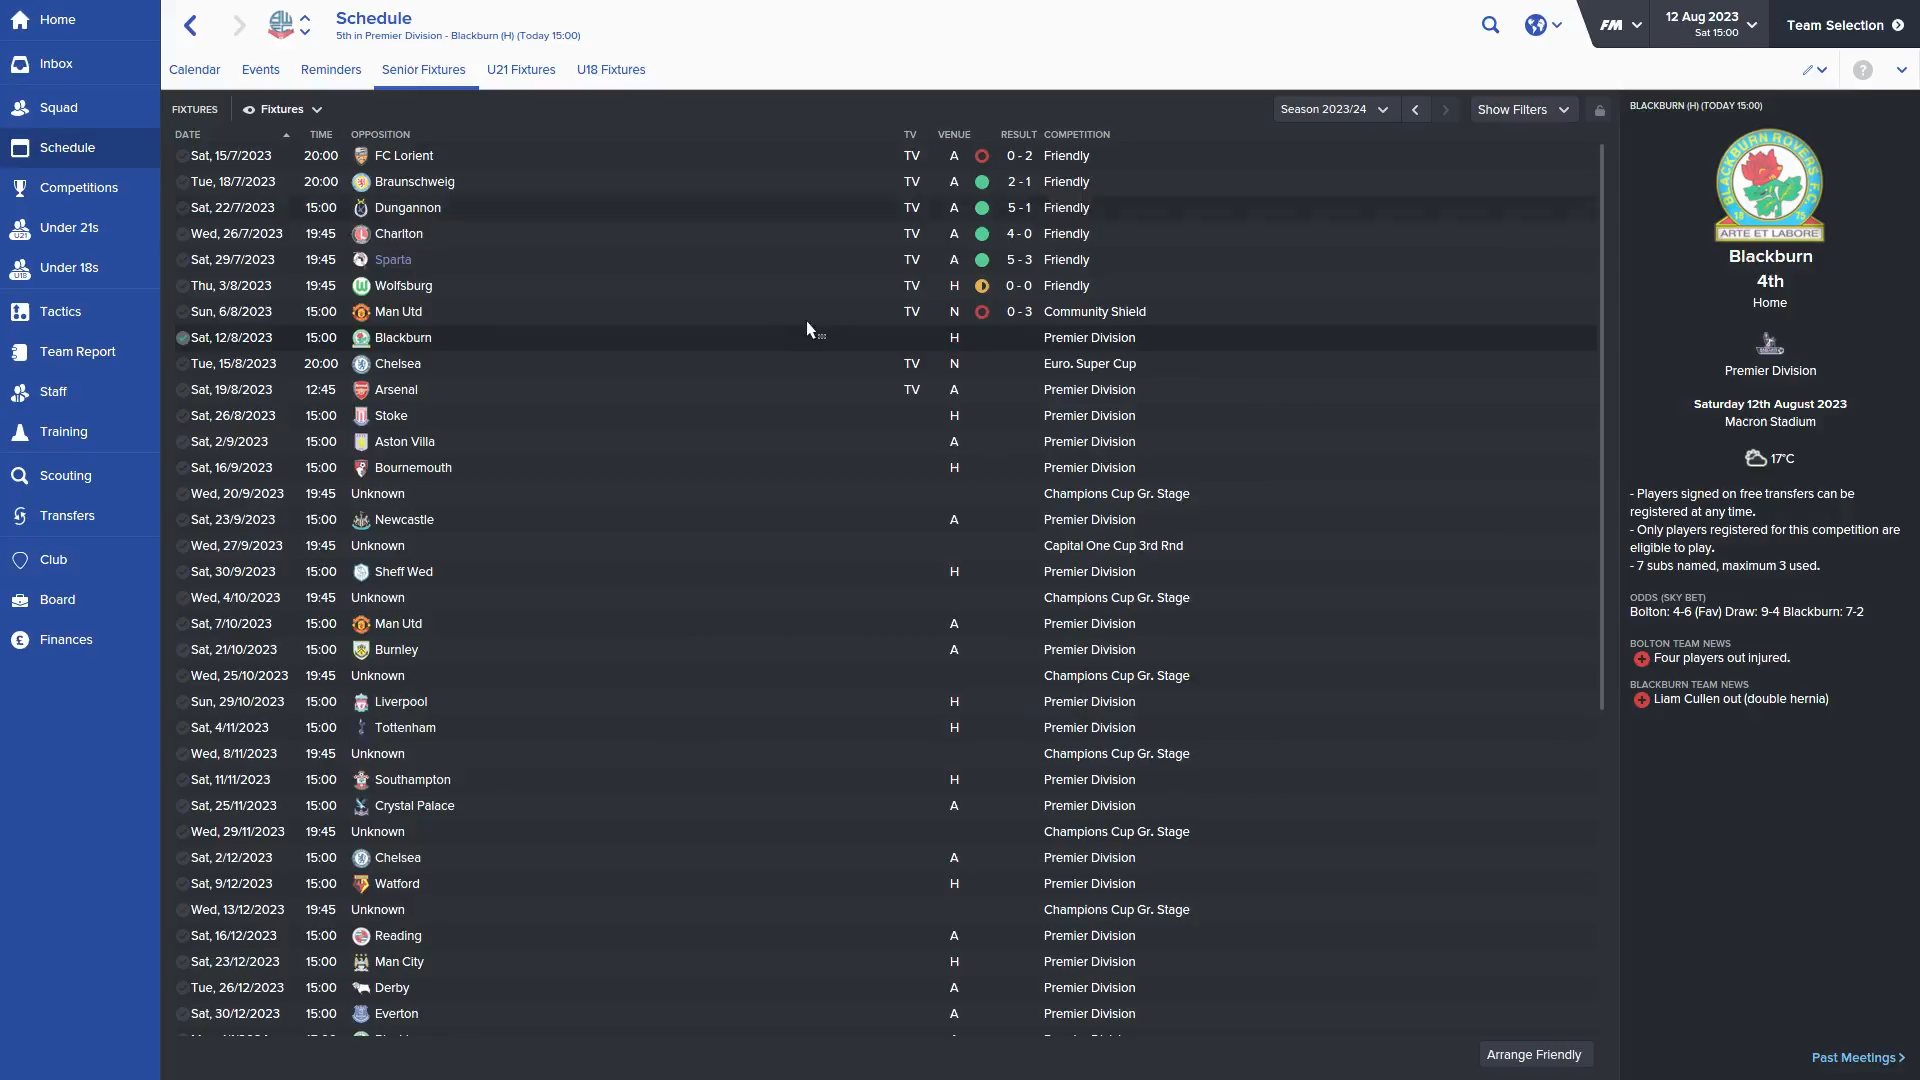 Home
Inbox
Squad
Schedule
Competitions
Under 21s
Under 18s
Tactics
Team Report
Staff
Training
Scouting
Transfers
Club
Board
Finances
Schedule
5th in Premier Division - Blackburn (H) (Today 15:00)
FM
12 Aug 2023
Sat 15:00
Team Selection
Calendar Events Reminders Senior Fixtures U21 Fixtures U18 Fixtures
FIXTURES Fixtures Season 2023/24 Show Filters
DATE TIME OPPOSITION TV VENUE RESULT COMPETITION
Sat, 15/7/2023 20:00 FC Lorient TV A 0 - 2 Friendly
Tue, 18/7/2023 20:00 Braunschweig TV A 2 - 1 Friendly
Sat, 22/7/2023 15:00 Dungannon TV A 5 - 1 Friendly
Wed, 26/7/2023 19:45 Charlton TV A 4 - 0 Friendly
Sat, 29/7/2023 19:45 Sparta TV A 5 - 3 Friendly
Thu, 3/8/2023 19:45 Wolfsburg TV H 0 - 0 Friendly
Sun, 6/8/2023 15:00 Man Utd TV N 0 - 3 Community Shield
Sat, 12/8/2023 15:00 Blackburn H Premier Division
Tue, 15/8/2023 20:00 Chelsea TV N Euro. Super Cup
Sat, 19/8/2023 12:45 Arsenal TV A Premier Division
Sat, 26/8/2023 15:00 Stoke H Premier Division
Sat, 2/9/2023 15:00 Aston Villa A Premier Division
Sat, 16/9/2023 15:00 Bournemouth H Premier Division
Wed, 20/9/2023 19:45 Unknown Champions Cup Gr. Stage
Sat, 23/9/2023 15:00 Newcastle A Premier Division
Wed, 27/9/2023 19:45 Unknown Capital One Cup 3rd Rnd
Sat, 30/9/2023 15:00 Sheff Wed H Premier Division
Wed, 4/10/2023 19:45 Unknown Champions Cup Gr. Stage
Sat, 7/10/2023 15:00 Man Utd A Premier Division
Sat, 21/10/2023 15:00 Burnley A Premier Division
Wed, 25/10/2023 19:45 Unknown Champions Cup Gr. Stage
Sun, 29/10/2023 15:00 Liverpool H Premier Division
Sat, 4/11/2023 15:00 Tottenham H Premier Division
Wed, 8/11/2023 19:45 Unknown Champions Cup Gr. Stage
Sat, 11/11/2023 15:00 Southampton H Premier Division
Sat, 25/11/2023 15:00 Crystal Palace A Premier Division
Wed, 29/11/2023 19:45 Unknown Champions Cup Gr. Stage
Sat, 2/12/2023 15:00 Chelsea A Premier Division
Sat, 9/12/2023 15:00 Watford H Premier Division
Wed, 13/12/2023 19:45 Unknown Champions Cup Gr. Stage
Sat, 16/12/2023 15:00 Reading A Premier Division
Sat, 23/12/2023 15:00 Man City H Premier Division
Tue, 26/12/2023 15:00 Derby A Premier Division
Sat, 30/12/2023 15:00 Everton A Premier Division
Arrange Friendly
BLACKBURN (H) (TODAY 15:00)
BLACKBURN ROVERS F.C.
18 75
ARTE ET LABORE
Blackburn
4th
Home
Premier Division
Saturday 12th August 2023
Macron Stadium
17°C
- Players signed on free transfers can be
registered at any time.
- Only players registered for this competition are
eligible to play.
- 7 subs named, maximum 3 used.
ODDS (SKY BET)
Bolton: 4-6 (Fav) Draw: 9-4 Blackburn: 7-2
BOLTON TEAM NEWS
Four players out injured.
BLACKBURN TEAM NEWS
Liam Cullen out (double hernia)
Past Meetings >